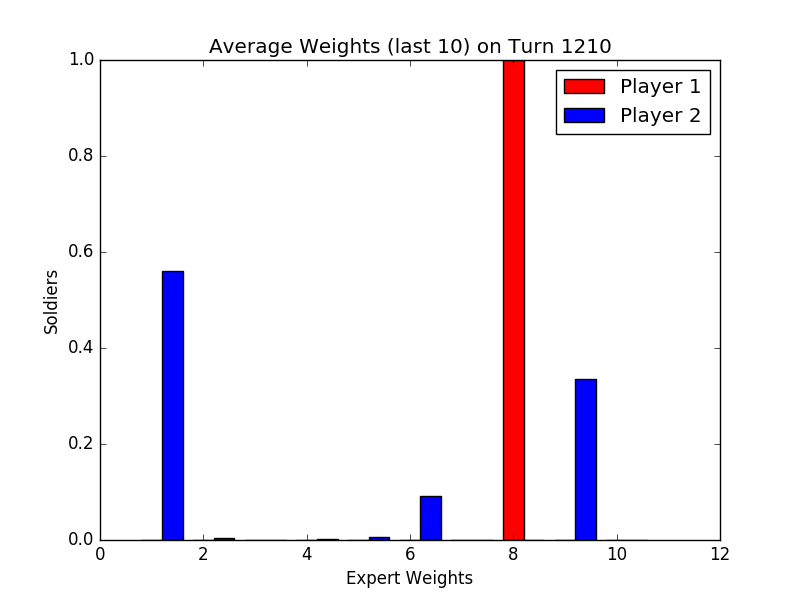 Average Weights (last 10) on Turn 1210
Player 1
Player 2
1.0
0.8
0.6
0.4
0.2
0.0
Soldiers
0 2 4 6 8 10 12
Expert Weights